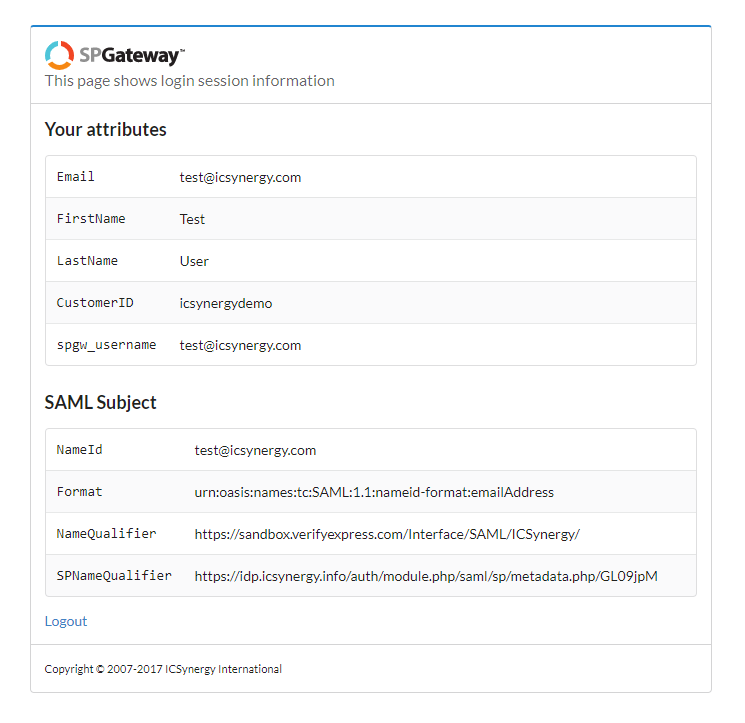 SPGateway™
This page shows login session information
Your attributes
Email test@icsynergy.com
FirstName Test
LastName User
CustomerID icsynergydemo
spgw_username test@icsynergy.com
SAML Subject
NameId test@icsynergy.com
Format urn:oasis:names:tc:SAML:1.1:nameid-format:emailAddress
NameQualifier https://sandbox.verifyexpress.com/Interface/SAML/ICSynergy/
SPNameQualifier https://idp.icsynergy.info/auth/module.php/saml/sp/metadata.php/GL09jpM
Logout
Copyright © 2007-2017 ICSynergy International